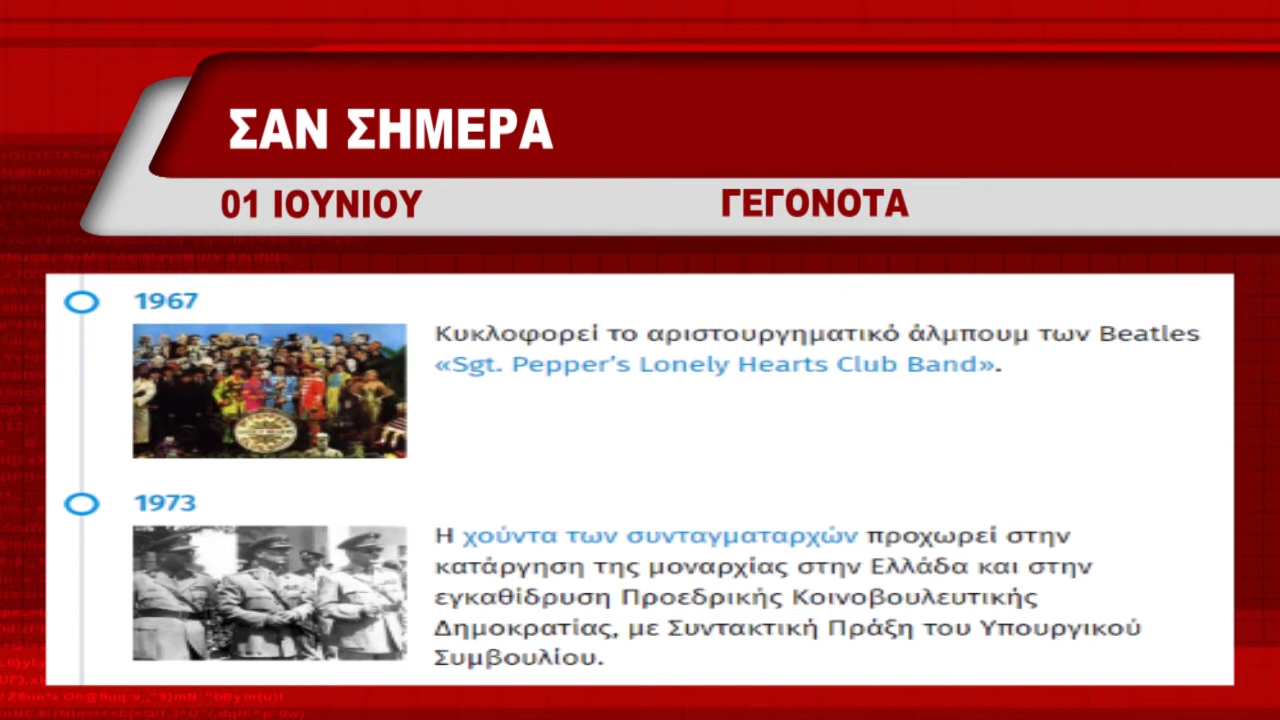 ΣΑΝ ΣΗΜΕΡΑ
01 ΙΟΥΝΙΟΥ
ΓΕΓΟΝΟΤΑ
1967
Κυκλοφορεί το αριστουργηματικό άλμπουμ των Beatles
«Sgt. Pepper's Lonely Hearts Club Band».
1973
Η χούντα των συνταγματαρχών προχωρεί στην
κατάργηση της μοναρχίας στην Ελλάδα και στην
εγκαθίδρυση Προεδρικής Κοινοβουλευτικής
Δημοκρατίας, με Συντακτική Πράξη του Υπουργικού
Συμβουλίου.